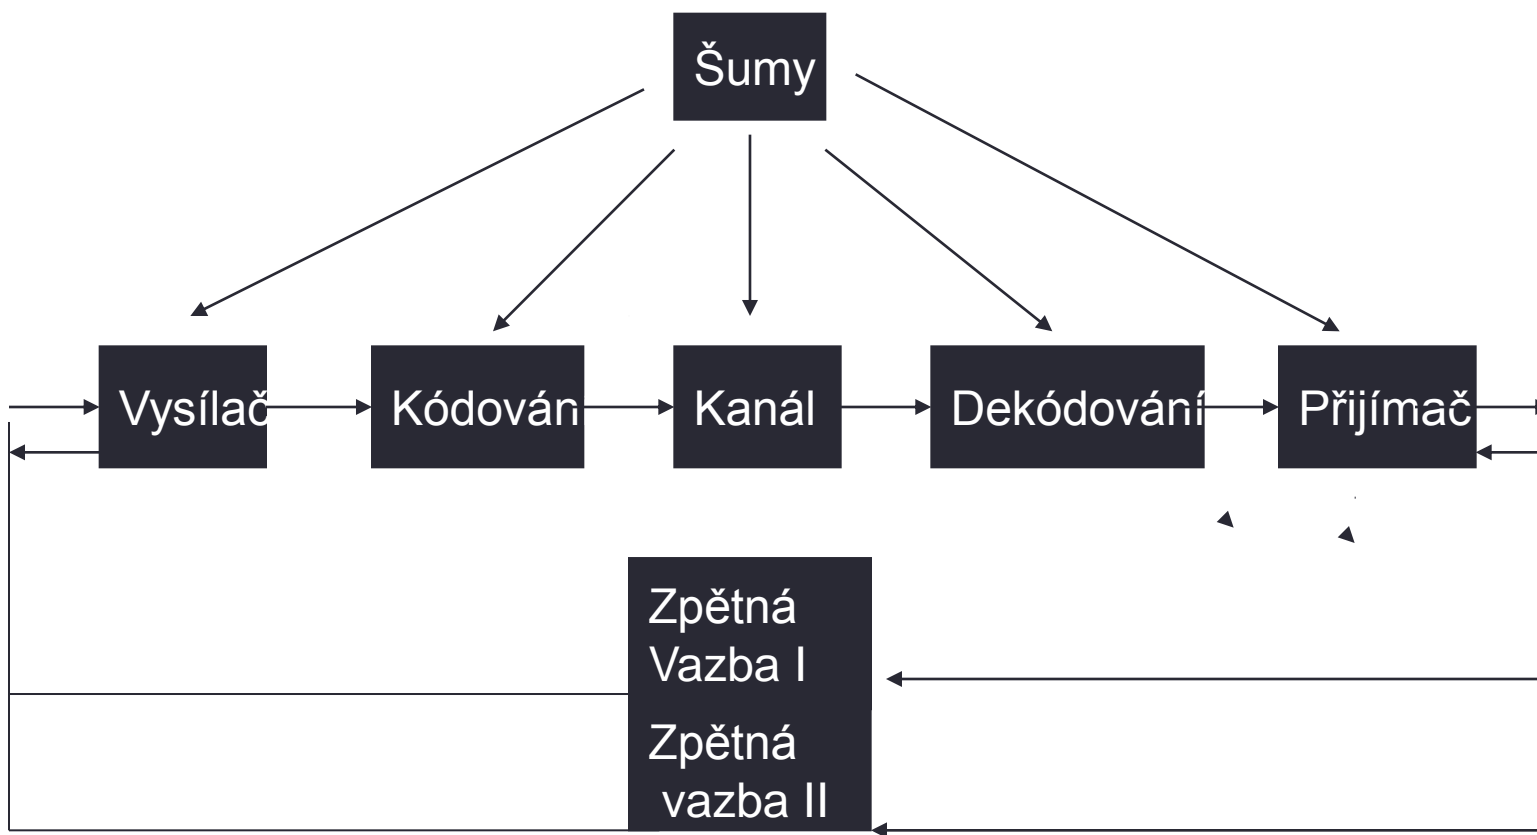 Šumy
Vysílač
Kódován
Kanál
Dekódování
Přijímač
Zpětná
Vazba I
Zpětná
vazba II